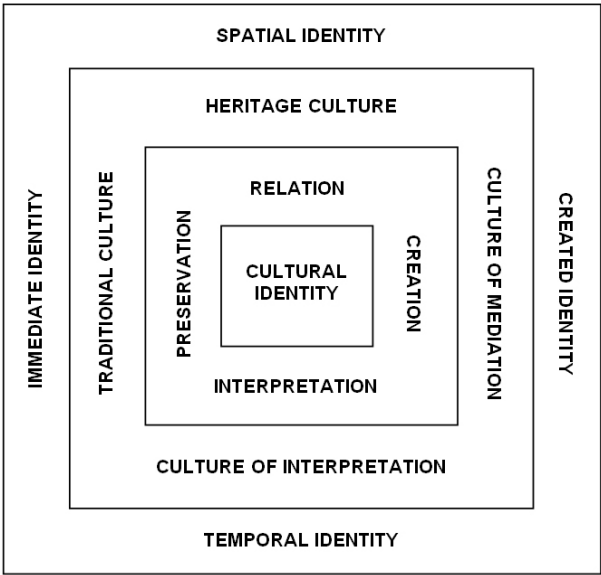 SPATIAL IDENTITY
HERITAGE CULTURE
RELATION
IMMEDIATE IDENTITY
TRADITIONAL CULTURE
PRESERVATION
CULTURAL
IDENTITY
CREATION
CULTURE OF MEDIATION
CREATED IDENTITY
INTERPRETATION
CULTURE OF INTERPRETATION
TEMPORAL IDENTITY